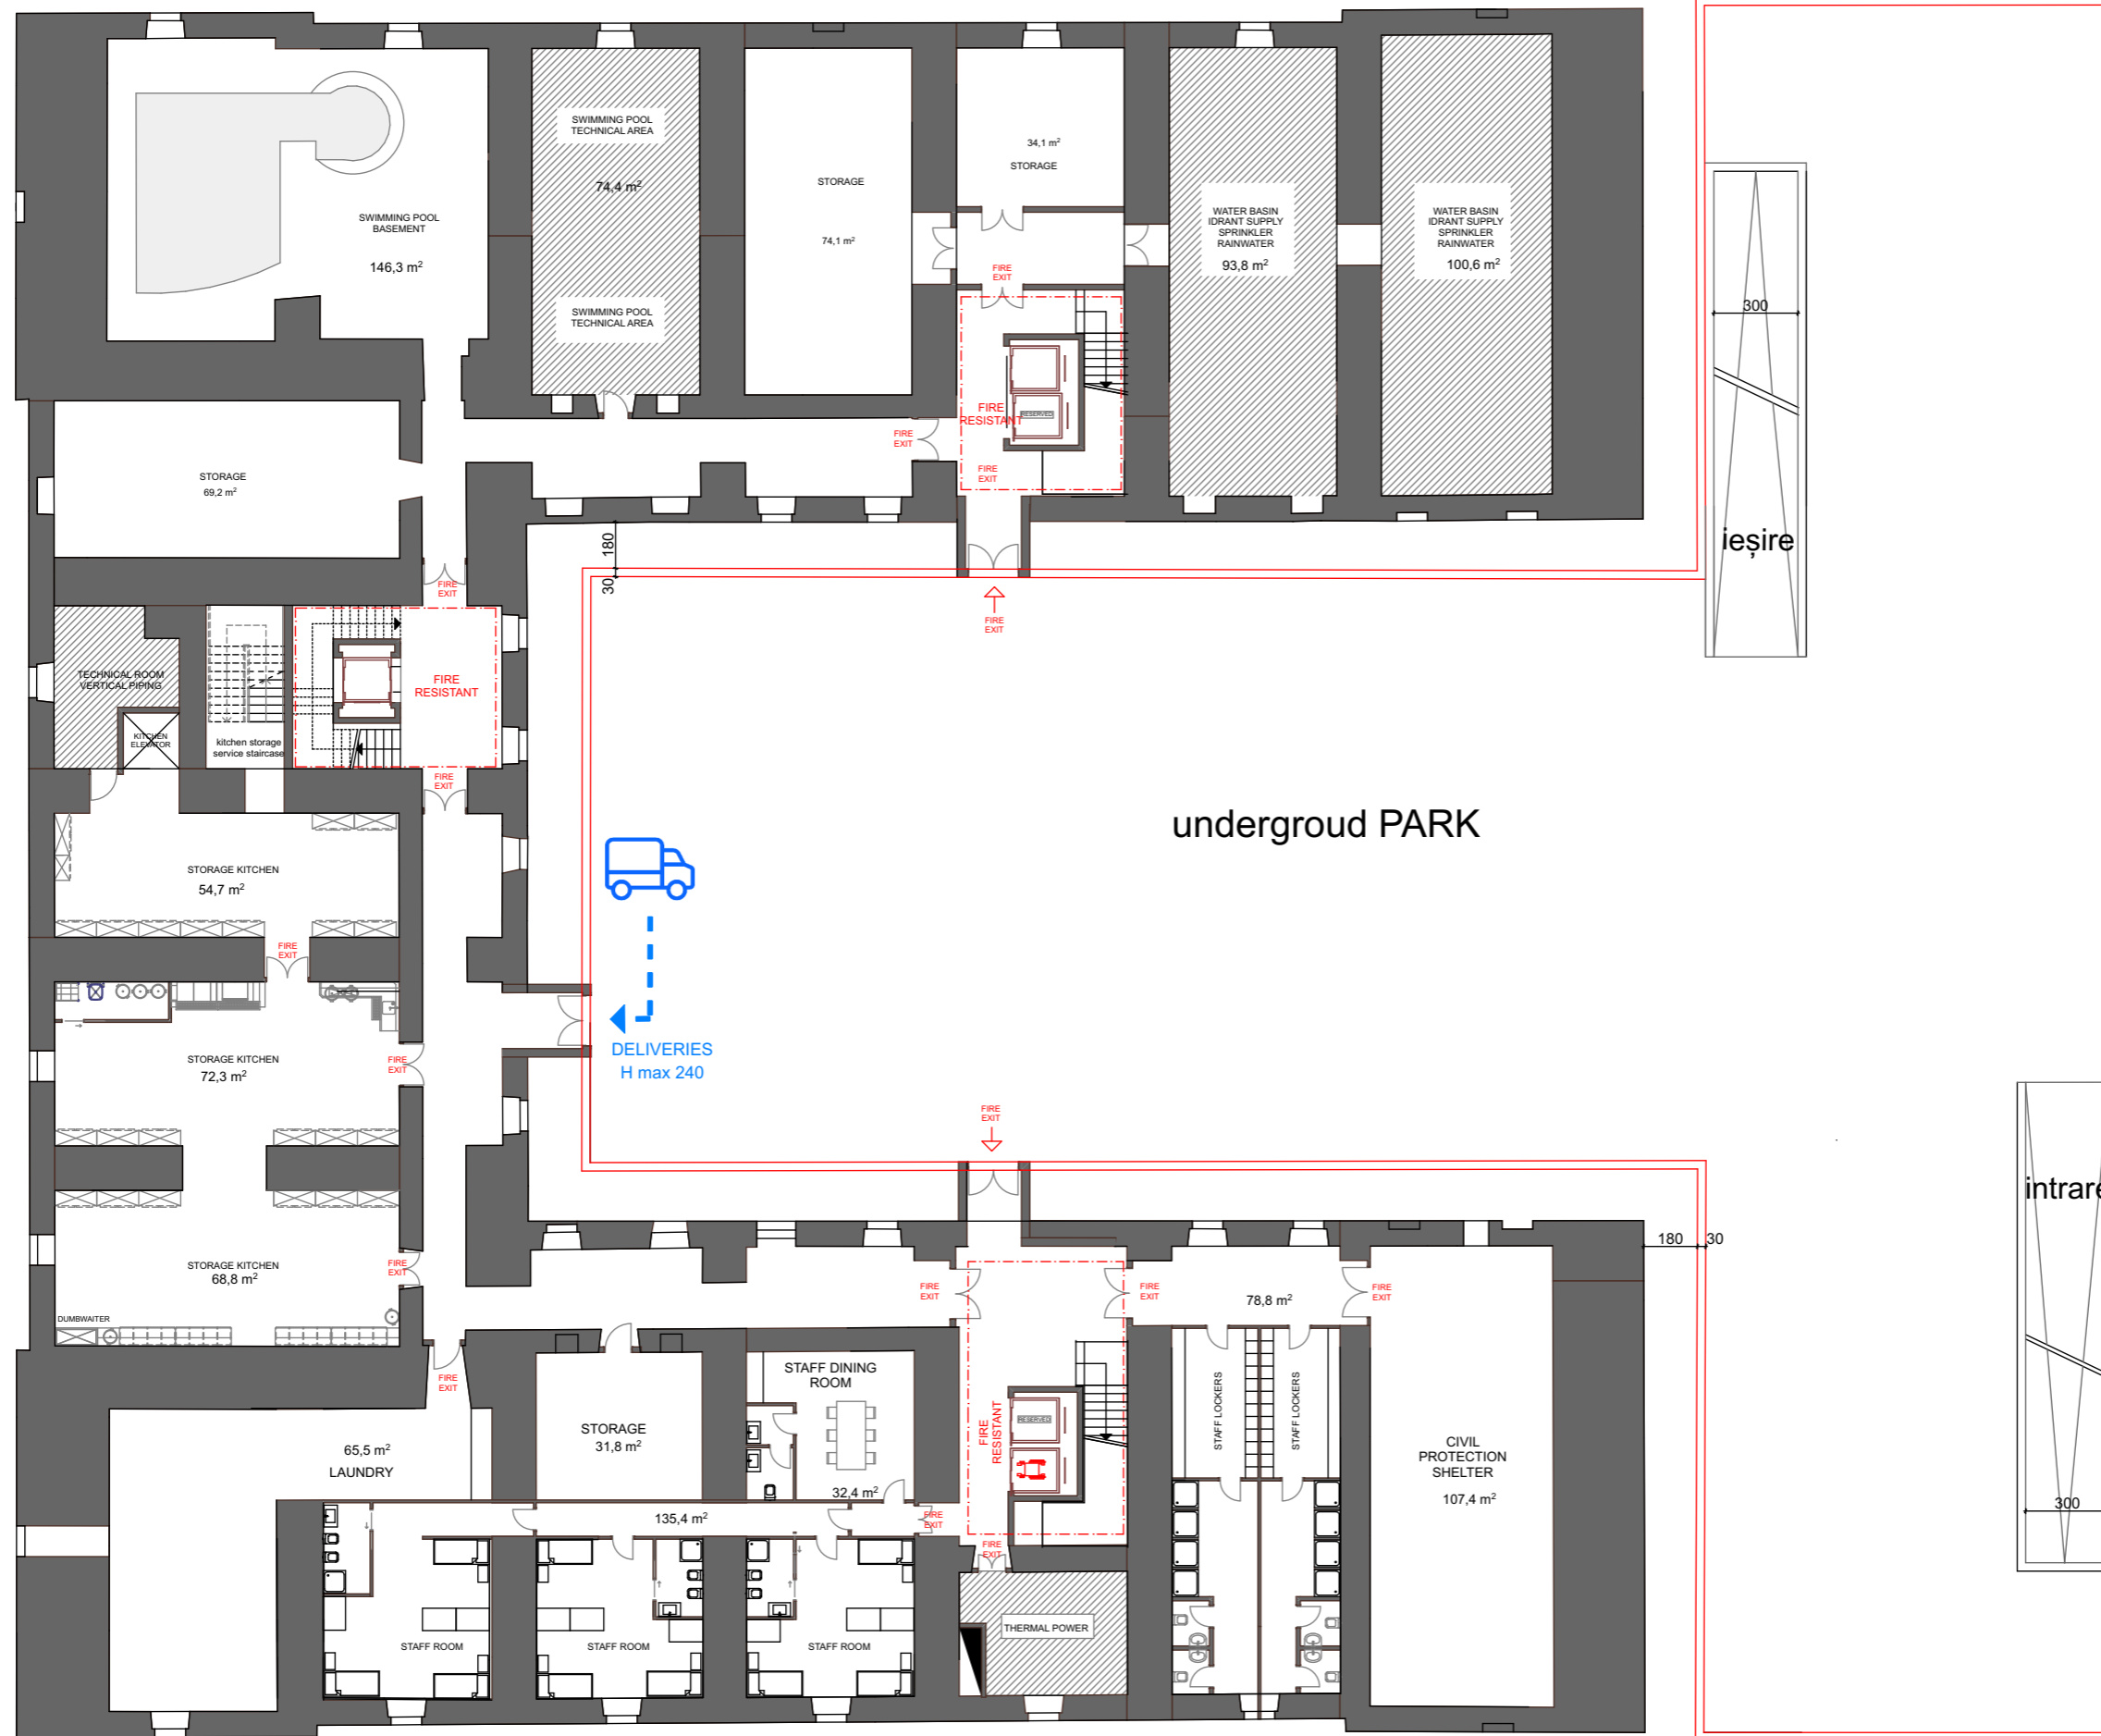 SWIMMING POOL
TECHNICAL AREA
74,4 m²
SWIMMING POOL
TECHNICAL AREA
SWIMMING POOL
BASEMENT
146,3 m²
STORAGE
74,1 m²
34,1 m²
STORAGE
FIRE
EXIT
WATER BASIN
IDRANT SUPPLY
SPRINKLER
RAINWATER
93,8 m²
WATER BASIN
IDRANT SUPPLY
SPRINKLER
RAINWATER
100,6 m²
300
ieșire
FIRE
RESISTANT
RESERVED
FIRE
EXIT
FIRE
EXIT
STORAGE
69,2 m²
180
30
FIRE
EXIT
FIRE
EXIT
TECHNICAL ROOM
VERTICAL PIPING
KITCHEN
ELEVATOR
kitchen storage
service staircase
FIRE
RESISTANT
FIRE
EXIT
undergroud PARK
STORAGE KITCHEN
54,7 m²
FIRE
EXIT
STORAGE KITCHEN
72,3 m²
FIRE
EXIT
DELIVERIES
H max 240
FIRE
EXIT
intrare
STORAGE KITCHEN
68,8 m²
FIRE
EXIT
DUMBWAITER
180
30
FIRE
EXIT
FIRE
EXIT
78,8 m²
FIRE
EXIT
FIRE
EXIT
STAFF DINING
ROOM
32,4 m²
STORAGE
31,8 m²
65,5 m²
LAUNDRY
FIRE
RESISTANT
RESERVED
STAFF LOCKERS
STAFF LOCKERS
CIVIL
PROTECTION
SHELTER
107,4 m²
300
135,4 m²
FIRE
EXIT
FIRE
EXIT
STAFF ROOM
STAFF ROOM
STAFF ROOM
THERMAL POWER